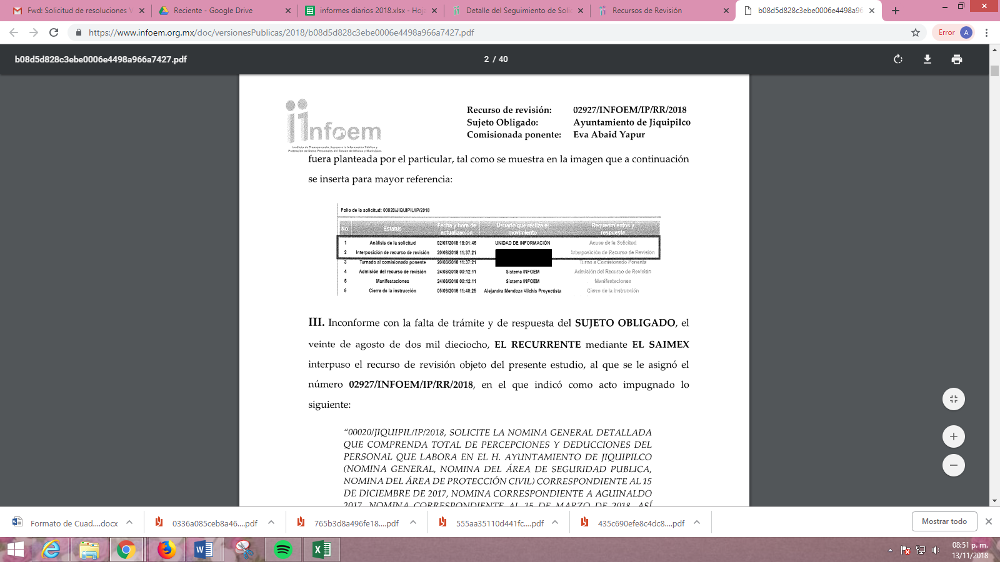 Fwd: Solicitud de resoluciones V
Reciente - Google Drive
informes diarios 2018.xlsx - Hoja
Detalle del Seguimiento de Solic
Recursos de Revisión
b08d5d828c3ebe0006e4498a96
https://www.infoem.org.mx/doc/versionesPublicas/2018/b08d5d828c3ebe0006e4498a966a7427.pdf
Error A
b08d5d828c3ebe0006e4498a966a7427.pdf
2 / 40
infoem
Instituto de Transparencia, Acceso a la Información Pública y
Protección de Datos Personales del Estado de México y Municipios
Recurso de revisión: 02927/INFOEM/IP/RR/2018
Sujeto Obligado: Ayuntamiento de Jiquipilco
Comisionada ponente: Eva Abaid Yapur
fuera planteada por el particular, tal como se muestra en la imagen que a continuación
se inserta para mayor referencia:
Folio de la solicitud: 00020/JIQUIPIL/IP/2018
No. Estatus Fecha y hora de actualización Usuario que realiza el movimiento Requerimientos y respuesta
1 Análisis de la solicitud 02/07/2018 18:01:45 UNIDAD DE INFORMACIÓN Acuse de la Solicitud
2 Interposición de recurso de revisión 20/08/2018 11:37:21 Interposición de Recurso de Revisión
3 Turnado al comisionado ponente 20/08/2018 11:37:21 Turno a Comisionado Ponente
4 Admisión del recurso de revisión 24/08/2018 00:12:11 Sistema INFOEM Admisión del Recurso de Revisión
5 Manifestaciones 24/08/2018 00:12:11 Sistema INFOEM Manifestaciones
6 Cierre de la instrucción 05/09/2018 11:40:25 Alejandra Mendoza Vilchis Proyectista Cierre de la Instrucción
III. Inconforme con la falta de trámite y de respuesta del SUJETO OBLIGADO, el
veinte de agosto de dos mil dieciocho, EL RECURRENTE mediante EL SAIMEX
interpuso el recurso de revisión objeto del presente estudio, al que se le asignó el
número 02927/INFOEM/IP/RR/2018, en el que indicó como acto impugnado lo
siguiente:
“00020/JIQUIPIL/IP/2018, SOLICITE LA NOMINA GENERAL DETALLADA
QUE COMPRENDA TOTAL DE PERCEPCIONES Y DEDUCCIONES DEL
PERSONAL QUE LABORA EN EL H. AYUNTAMIENTO DE JIQUIPILCO
(NOMINA GENERAL, NOMINA DEL ÁREA DE SEGURIDAD PUBLICA,
NOMINA DEL ÁREA DE PROTECCIÓN CIVIL) CORRESPONDIENTE AL 15
DE DICIEMBRE DE 2017, NOMINA CORRESPONDIENTE A AGUINALDO
2017, NOMINA CORRESPONDIENTE AL 15 DE MARZO DE 2018, ASÍ
Formato de Cuad....docx
0336a085ceb8a46....pdf
765b3d8a496fe18....pdf
555aa35110d441fc....pdf
435c690efe8c4dc8....pdf
Mostrar todo
08:51 p. m.
13/11/2018